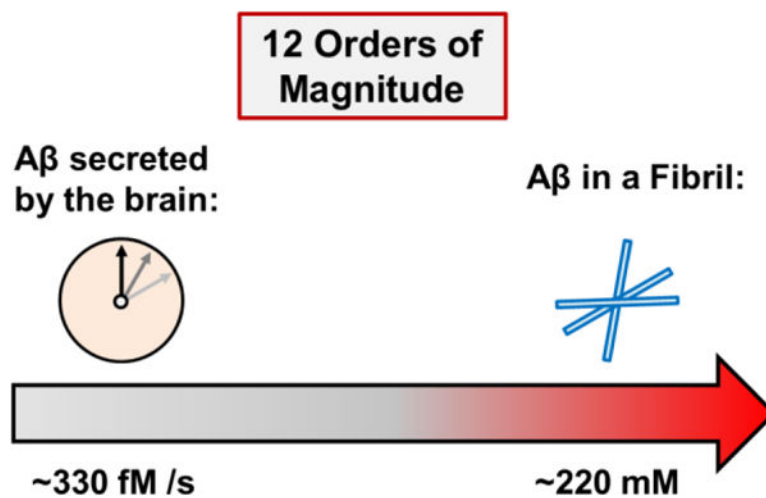 12 Orders of
Magnitude
Aβ secreted
by the brain:
Aβ in a Fibril:
~330 fM /s
~220 mM